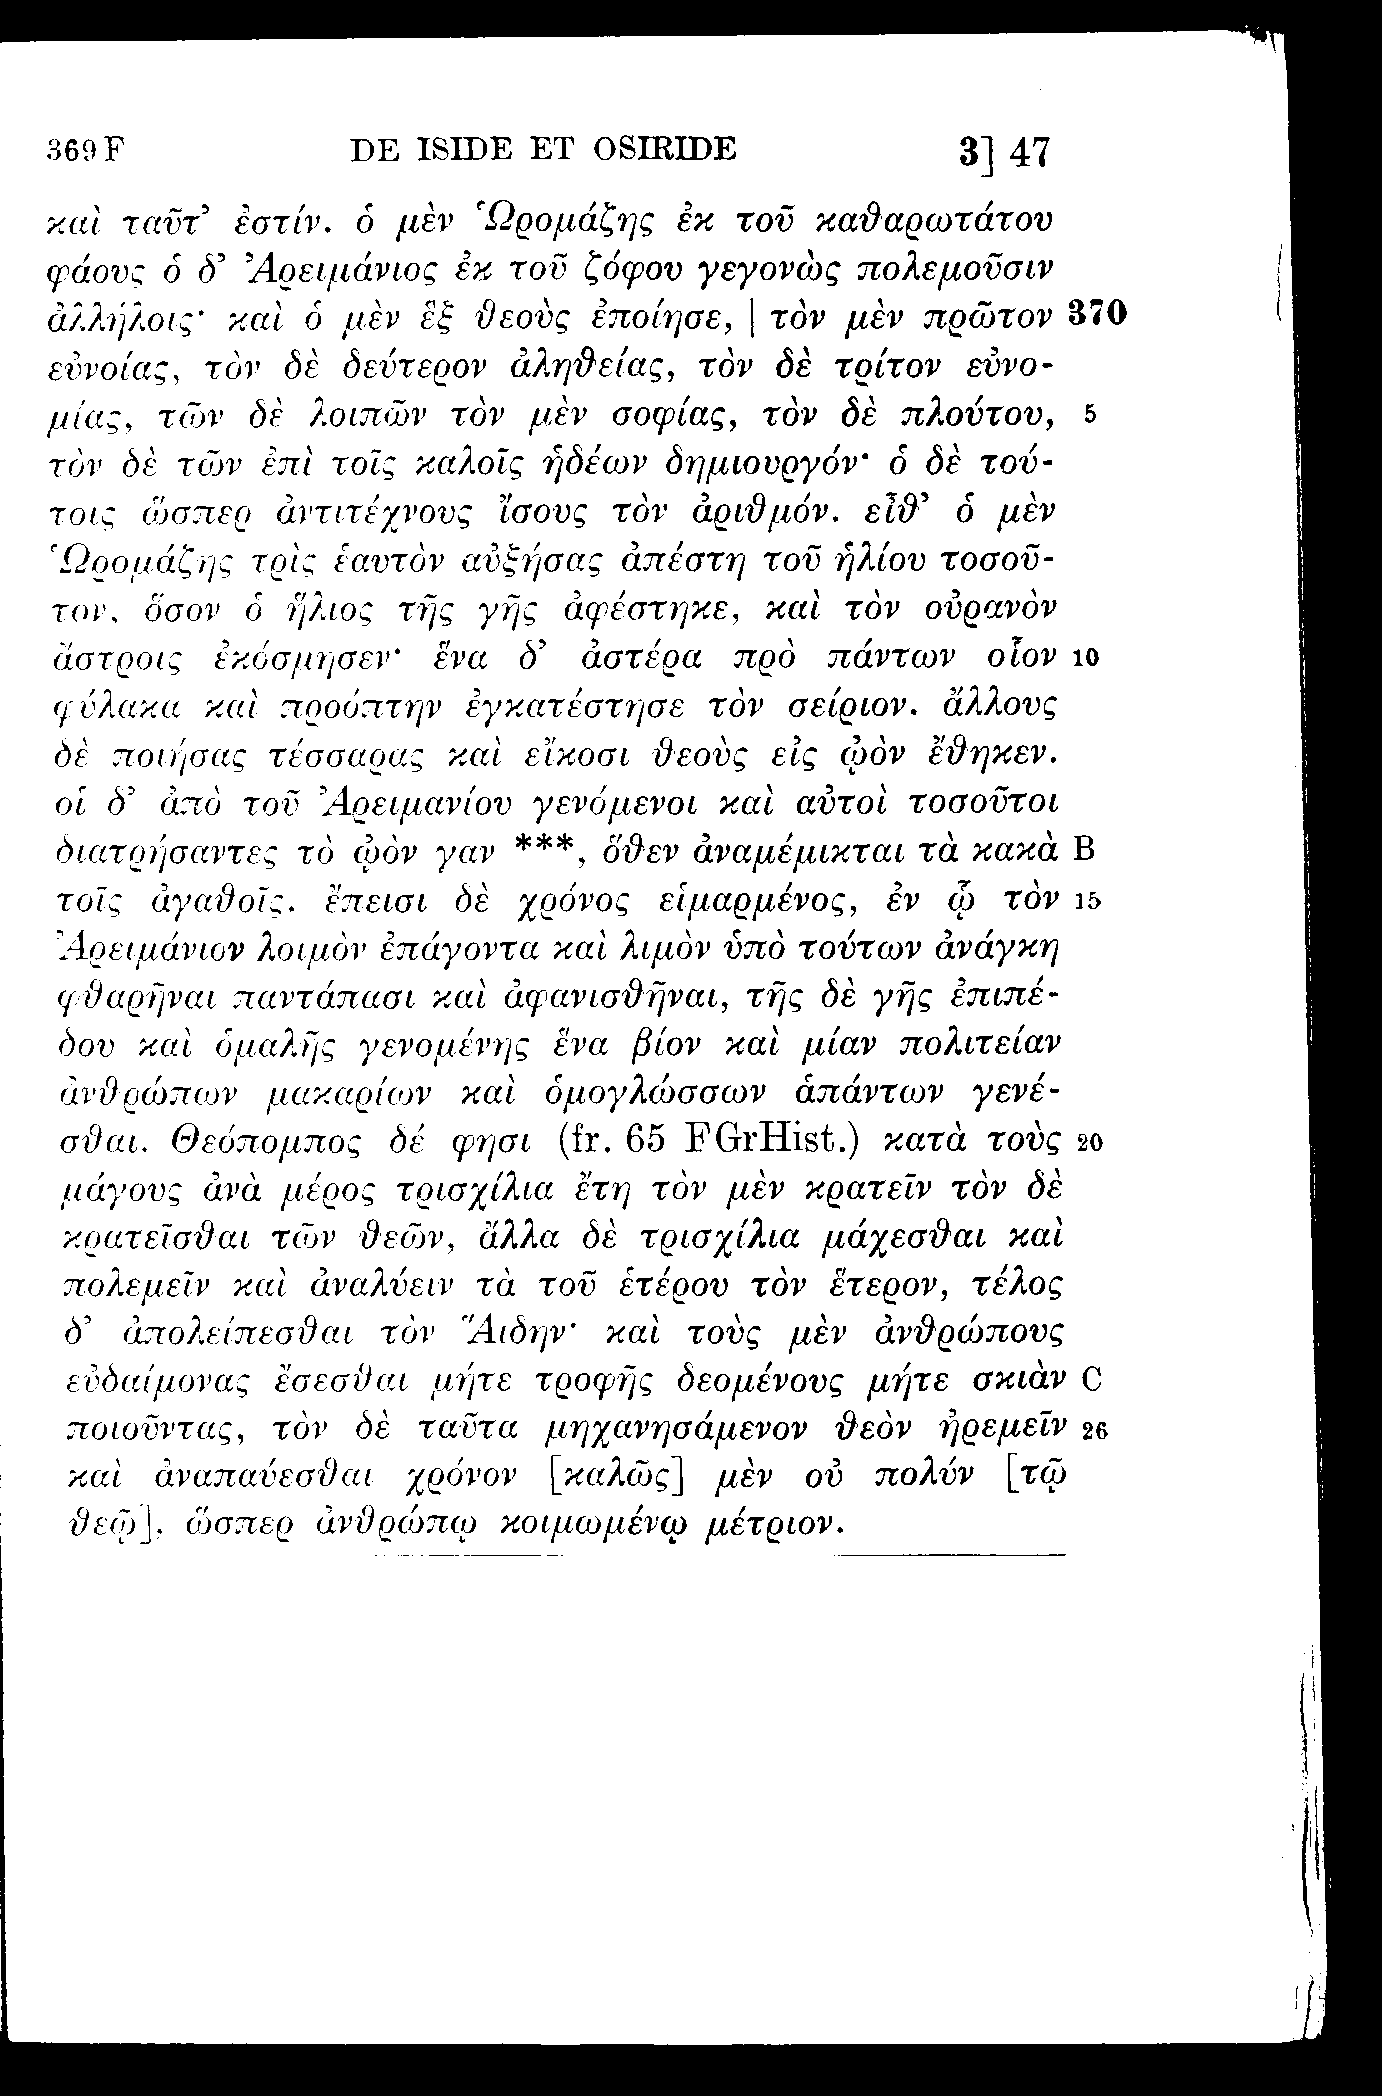 369 F DE ISIDE ET OSIRIDE 3] 47
καὶ ταῦτ’ ἐστίν. ὁ μὲν Ὡρομάζης ἐκ τοῦ καθαρωτάτου
φάους ὁ δ’ Ἀρειμάνιος ἐκ τοῦ ζόφου γεγονὼς πολεμοῦσιν
ἀλλήλοις· καὶ ὁ μὲν ἓξ θεοὺς ἐποίησε, | τὸν μὲν πρῶτον 370
εὐνοίας, τὸν δὲ δεύτερον ἀληθείας, τὸν δὲ τρίτον εὐνο-
μίας, τῶν δὲ λοιπῶν τὸν μὲν σοφίας, τὸν δὲ πλούτου, 5
τὸν δὲ τῶν ἐπὶ τοῖς καλοῖς ἡδέων δημιουργόν· ὁ δὲ τού-
τοις ὥσπερ ἀντιτέχνους ἴσους τὸν ἀριθμόν. εἶθ’ ὁ μὲν
Ὡρομάζης τρὶς ἑαυτὸν αὐξήσας ἀπέστη τοῦ ἡλίου τοσοῦ-
τον, ὅσον ὁ ἥλιος τῆς γῆς ἀφέστηκε, καὶ τὸν οὐρανὸν
ἄστροις ἐκόσμησεν· ἕνα δ’ ἀστέρα πρὸ πάντων οἷον 10
φύλακα καὶ προόπτην ἐγκατέστησε τὸν σείριον. ἄλλους
δὲ ποιήσας τέσσαρας καὶ εἴκοσι θεοὺς εἰς ᾠὸν ἔθηκεν.
οἱ δ’ ἀπὸ τοῦ Ἀρειμανίου γενόμενοι καὶ αὐτοὶ τοσοῦτοι
διατρήσαντες τὸ ᾠὸν γαν ***, ὅθεν ἀναμέμικται τὰ κακὰ B
τοῖς ἀγαθοῖς. ἔπεισι δὲ χρόνος εἱμαρμένος, ἐν ᾧ τὸν 15
Ἀρειμάνιον λοιμὸν ἐπάγοντα καὶ λιμὸν ὑπὸ τούτων ἀνάγκη
φθαρῆναι παντάπασι καὶ ἀφανισθῆναι, τῆς δὲ γῆς ἐπιπέ-
δου καὶ ὁμαλῆς γενομένης ἕνα βίον καὶ μίαν πολιτείαν
ἀνθρώπων μακαρίων καὶ ὁμογλώσσων ἁπάντων γενέ-
σθαι. Θεόπομπος δέ φησι (fr. 65 FGrHist.) κατὰ τοὺς 20
μάγους ἀνὰ μέρος τρισχίλια ἔτη τὸν μὲν κρατεῖν τὸν δὲ
κρατεῖσθαι τῶν θεῶν, ἄλλα δὲ τρισχίλια μάχεσθαι καὶ
πολεμεῖν καὶ ἀναλύειν τὰ τοῦ ἑτέρου τὸν ἕτερον, τέλος
δ’ ἀπολείπεσθαι τὸν Ἅιδην· καὶ τοὺς μὲν ἀνθρώπους
εὐδαίμονας ἔσεσθαι μήτε τροφῆς δεομένους μήτε σκιὰν C
ποιοῦντας, τὸν δὲ ταῦτα μηχανησάμενον θεὸν ἠρεμεῖν 26
καὶ ἀναπαύεσθαι χρόνον [καλῶς] μὲν οὐ πολύν [τῷ
θεῷ], ὥσπερ ἀνθρώπῳ κοιμωμένῳ μέτριον.